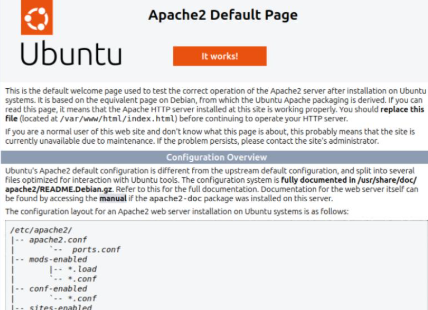 Apache2 Default Page
Ubuntu
It works!
This is the default welcome page used to test the correct operation of the Apache2 server after installation on Ubuntu
systems. It is based on the equivalent page on Debian, from which the Ubuntu Apache packaging is derived. If you can
read this page, it means that the Apache HTTP server installed at this site is working properly. You should replace this
file (located at /var/www/html/index.html) before continuing to operate your HTTP server.
If you are a normal user of this web site and don't know what this page is about, this probably means that the site is
currently unavailable due to maintenance. If the problem persists, please contact the site's administrator.
Configuration Overview
Ubuntu's Apache2 default configuration is different from the upstream default configuration, and split into several
files optimized for interaction with Ubuntu tools. The configuration system is fully documented in /usr/share/doc/
apache2/README.Debian.gz. Refer to this for the full documentation. Documentation for the web server itself can
be found by accessing the manual if the apache2-doc package was installed on this server.
The configuration layout for an Apache2 web server installation on Ubuntu systems is as follows:
/etc/apache2/
|-- apache2.conf
|       `--  ports.conf
|-- mods-enabled
|       |-- *.load
|       `-- *.conf
|-- conf-enabled
|       `-- *.conf
|-- sites-enabled